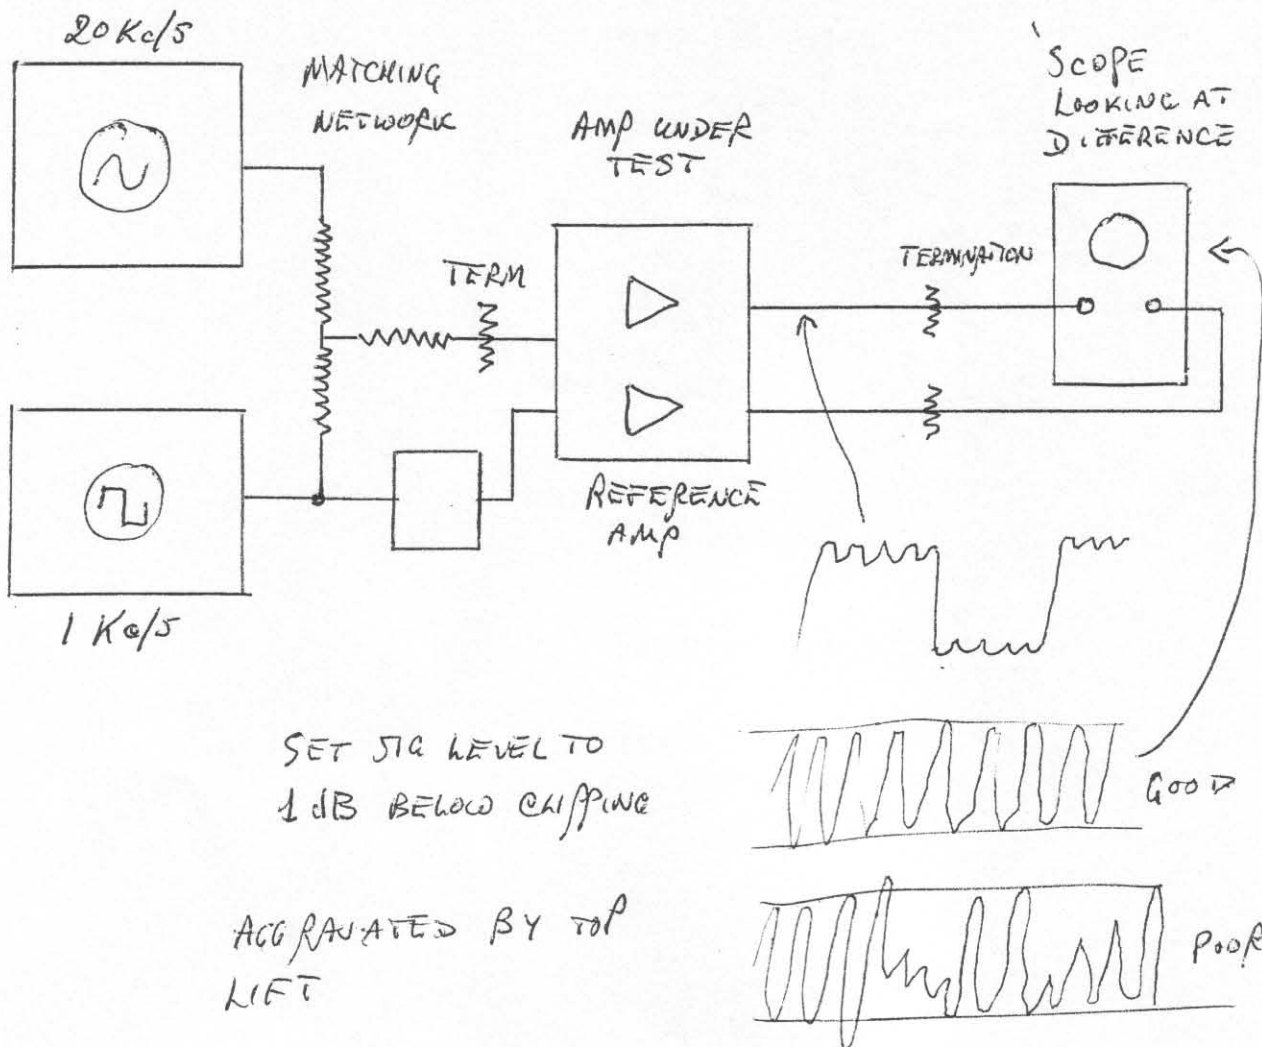 20 Kc/s
MATCHING
NETWORK
AMP UNDER
TEST
SCOPE
LOOKING AT
DIFFERENCE
TERM
TERMINATION
REFERENCE
AMP
1 Kc/s
SET SIG LEVEL TO
1 dB BELOW CLIPPING
GOOD
AGGRAVATED BY TOP
LIFT
POOR